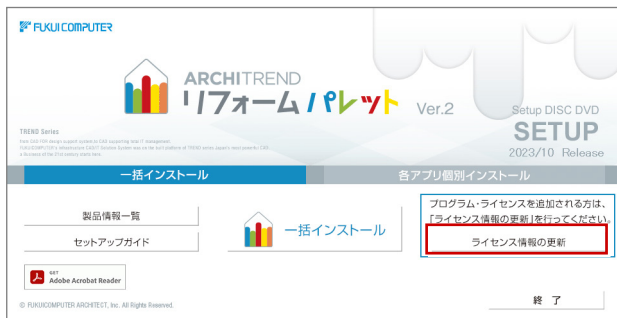 FUKUI COMPUTER
ARCHITREND
リフォームパレット Ver.2
Setup DISC DVD
SETUP
2023/10 Release
TREND Series
一括インストール
各アプリ個別インストール
製品情報一覧
セットアップガイド
一括インストール
プログラム・ライセンスを追加される方は、
「ライセンス情報の更新」を行ってください。
ライセンス情報の更新
GET
Adobe Acrobat Reader
© FUKUICOMPUTER ARCHITECT, Inc. All Rights Reserved.
終 了